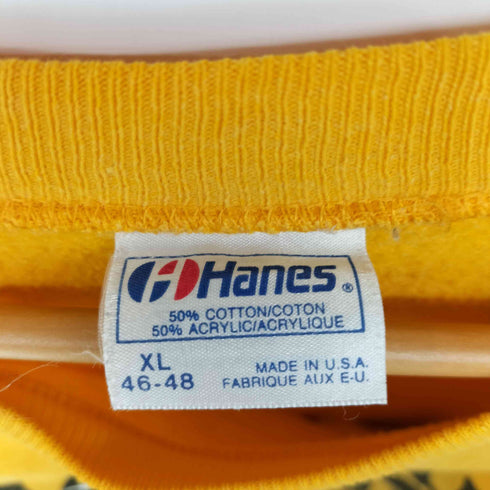 Hanes®
50% COTTON/COTON
50% ACRYLIC/ACRYLIQUE
XL
46-48
MADE IN U.S.A.
FABRIQUE AUX E-U.